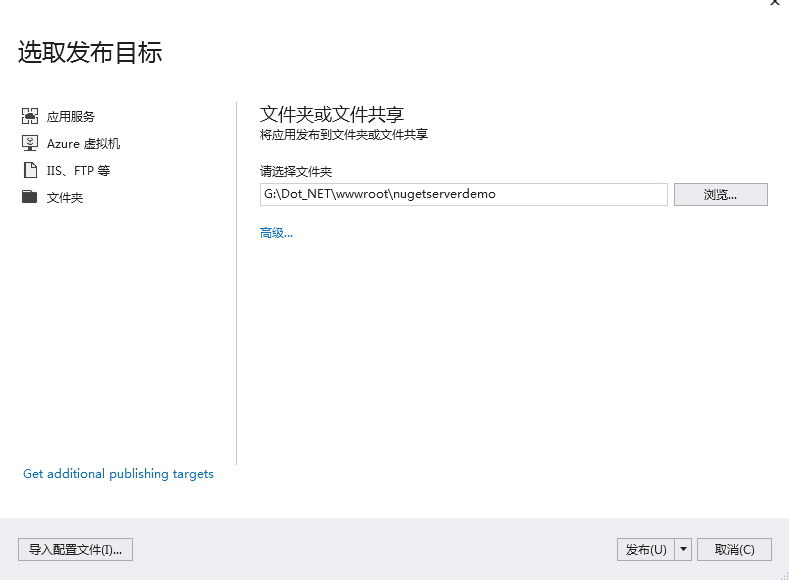 选取发布目标
应用服务
Azure 虚拟机
IIS、FTP 等
文件夹
文件夹或文件共享
将应用发布到文件夹或文件共享
请选择文件夹
G:\Dot_NET\wwwroot\nugetserverdemo
浏览...
高级...
Get additional publishing targets
导入配置文件(I)...
发布(U)
取消(C)